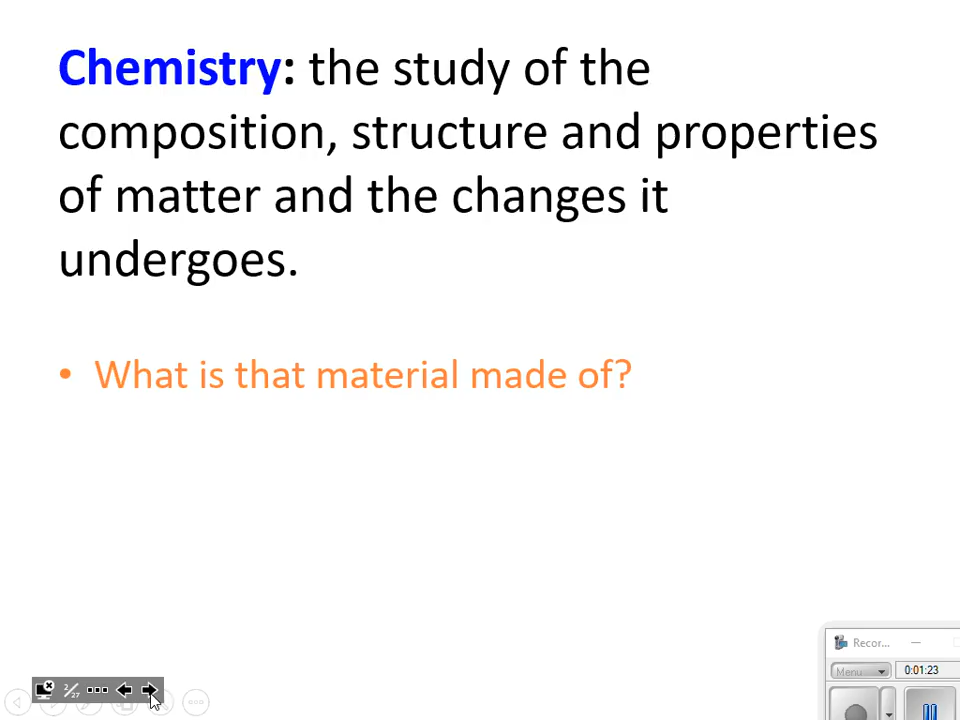 Chemistry: the study of the
composition, structure and properties
of matter and the changes it
undergoes.
• What is that material made of?
Recor...
Menu
0:01:23
2/27